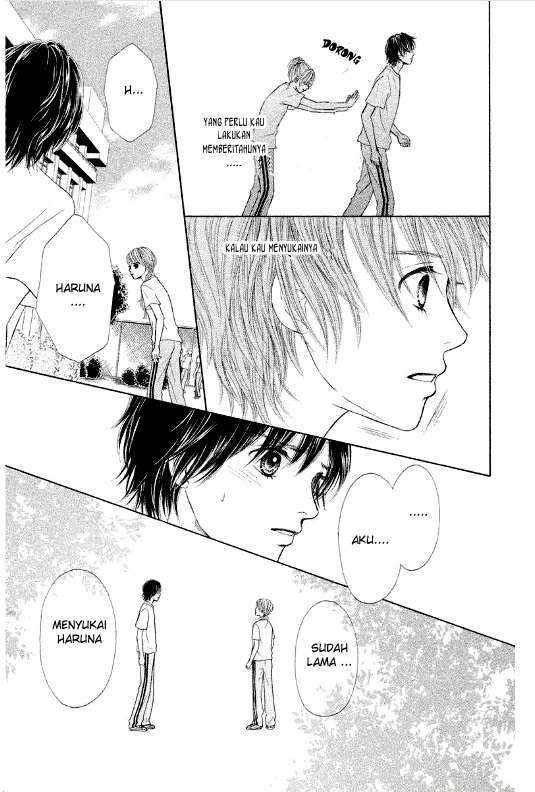 DORONG
YANG PERLU KAU
LAKUKAN
MEMBERITAHUNYA
.....
KALAU KAU MENYUKAINYA
H...
HARUNA
....
.....
AKU....
SUDAH
LAMA ...
MENYUKAI
HARUNA